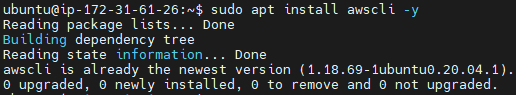 ubuntu@ip-172-31-61-26:~$ sudo apt install awscli -y
Reading package lists... Done
Building dependency tree
Reading state information... Done
awscli is already the newest version (1.18.69-1ubuntu0.20.04.1).
0 upgraded, 0 newly installed, 0 to remove and 0 not upgraded.